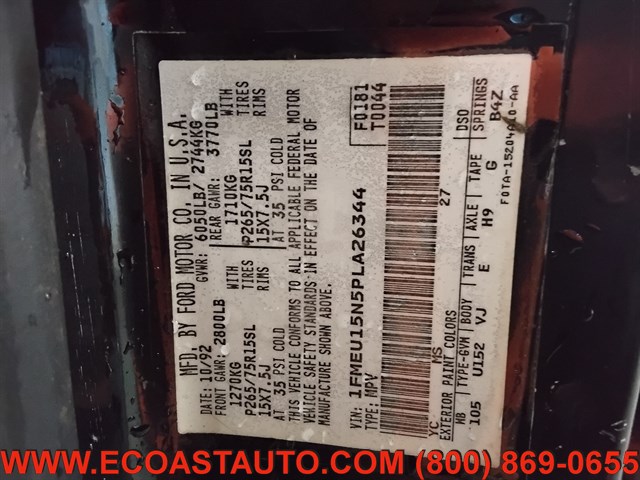 MFD. BY FORD MOTOR CO. IN U.S.A.
DATE: 10/92 GVWR: 6050LB/ 2744KG
FRONT GAWR: 2800LB REAR GAWR: 3770LB
1270KG WITH 1710KG WITH
P265/75R15SL TIRES P265/75R15SL TIRES
15X7.5J RIMS 15X7.5J RIMS
AT 35 PSI COLD AT 35 PSI COLD
THIS VEHICLE CONFORMS TO ALL APPLICABLE FEDERAL MOTOR
VEHICLE SAFETY STANDARDS IN EFFECT ON THE DATE OF
MANUFACTURE SHOWN ABOVE.
VIN: 1FMEU15N5PLA26344 F0181
TYPE: MPV T0044
YC MS 27
EXTERIOR PAINT COLORS DSO
WB TYPE-GVM BODY TRANS AXLE TAPE SPRINGS
105 U152 VJ E H9 G B4Z
WWW.ECOASTAUTO.COM (800) 869-0655